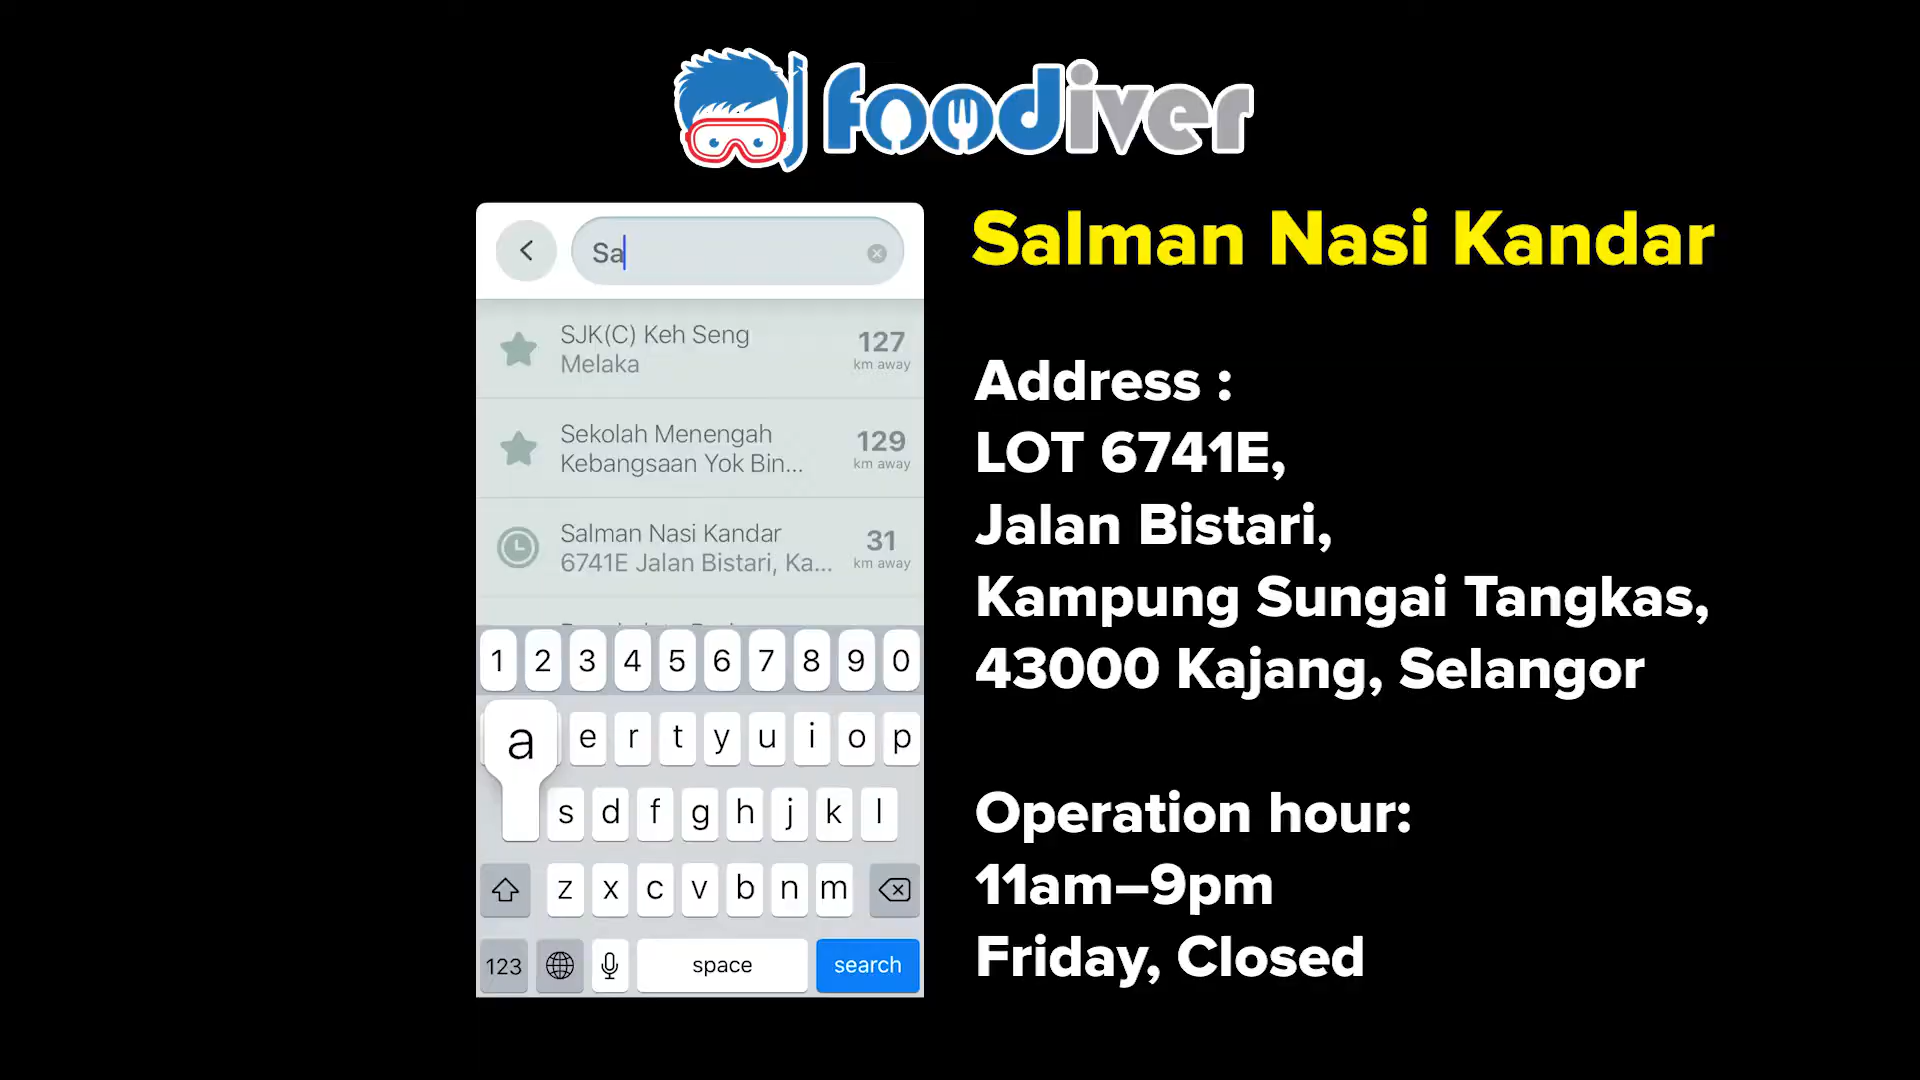 foodiver
Salman Nasi Kandar
Sa
SJK(C) Keh Seng
Melaka
127
km away
Sekolah Menengah
Kebangsaan Yok Bin...
129
km away
Salman Nasi Kandar
6741E Jalan Bistari, Ka...
31
km away
1 2 3 4 5 6 7 8 9 0
a e r t y u i o p
s d f g h j k l
z x c v b n m
123 space search
Address :
LOT 6741E,
Jalan Bistari,
Kampung Sungai Tangkas,
43000 Kajang, Selangor
Operation hour:
11am–9pm
Friday, Closed